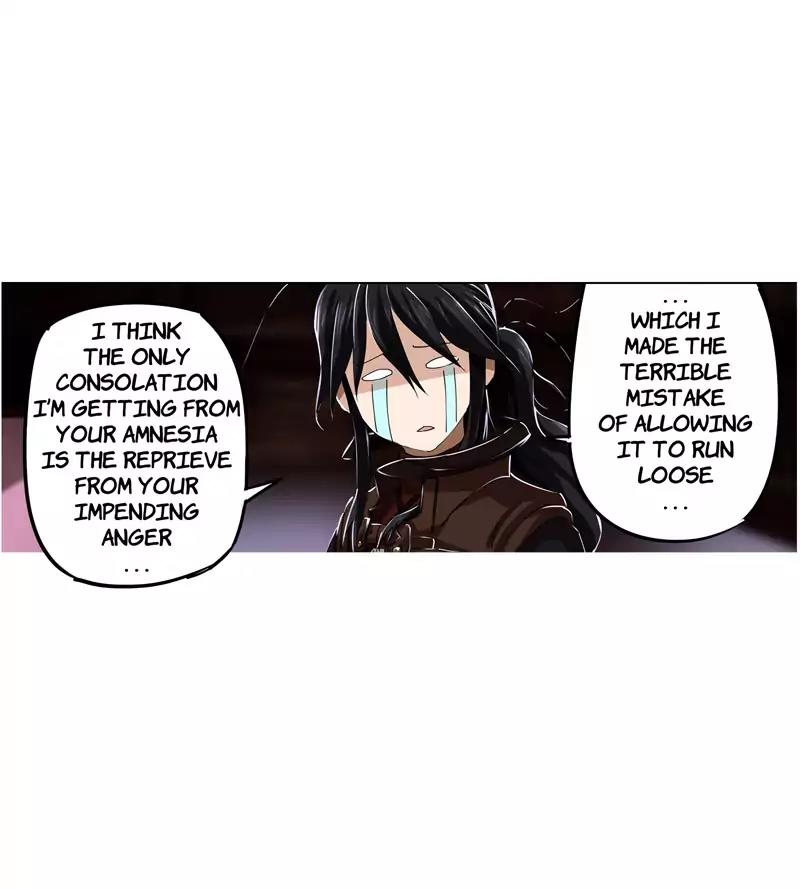 I THINK
THE ONLY
CONSOLATION
I'M GETTING FROM
YOUR AMNESIA
IS THE REPRIEVE
FROM YOUR
IMPENDING
ANGER
...
...
WHICH I
MADE THE
TERRIBLE
MISTAKE
OF ALLOWING
IT TO RUN
LOOSE
...